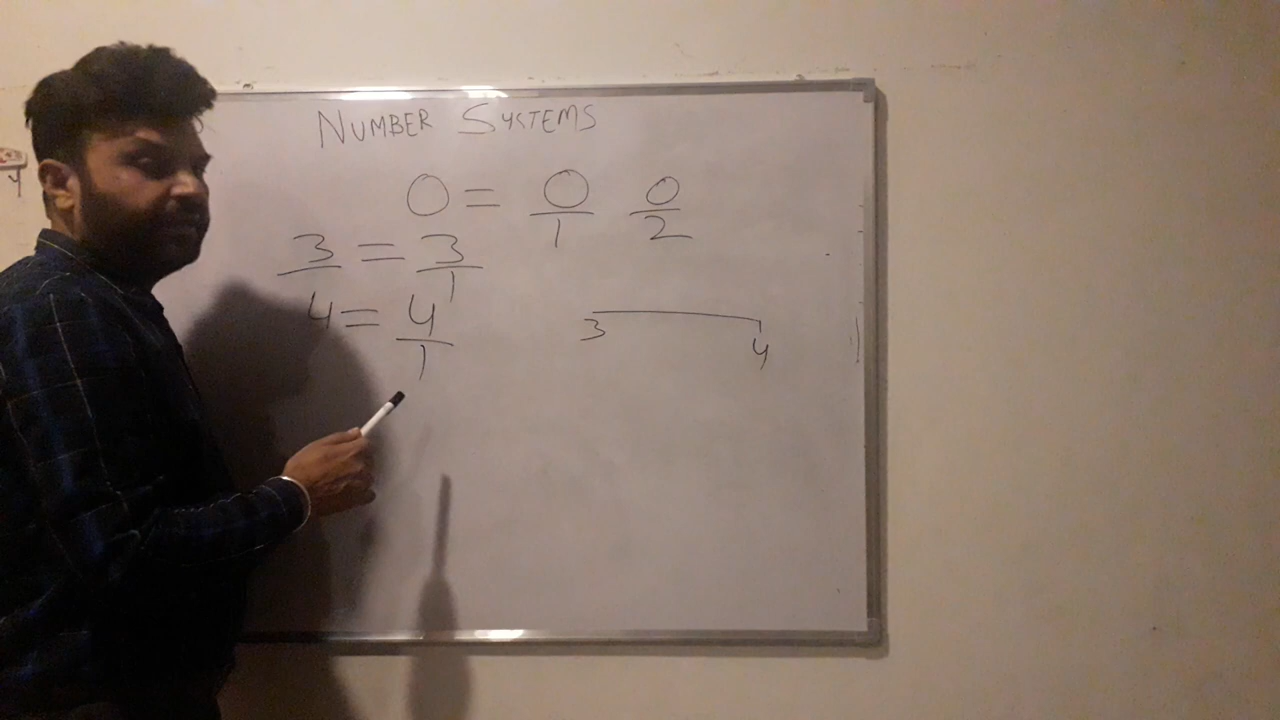 NUMBER SYSTEMS
0 = 0/1 0/2
3 = 3/1
4 = 4/1
3 4